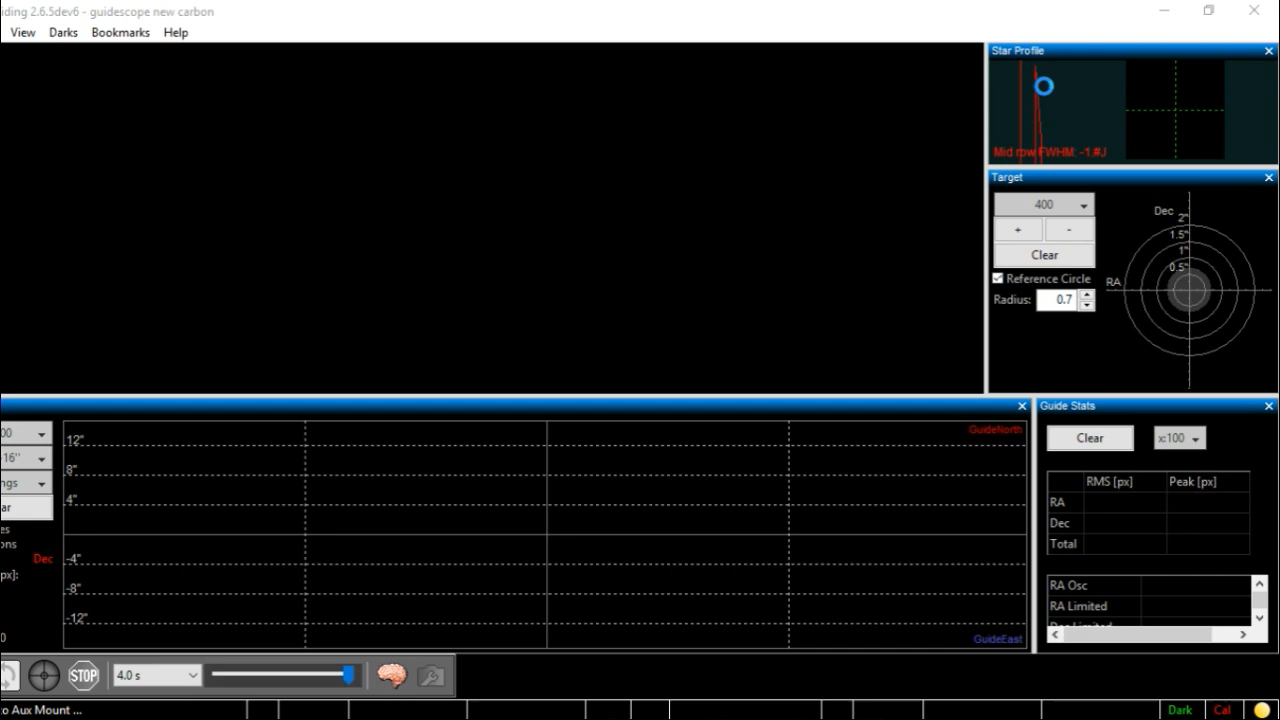 iding 2.6.5dev6 - guidescope new carbon
View Darks Bookmarks Help
Star Profile
Mid row FWHM: -1.#J
Target
400
+ -
Clear
Reference Circle
Radius: 0.7
Dec
2"
1.5"
1"
0.5"
RA
Guide Stats
00
-16"
ngs
ar
es
ons
Dec
px]:
0
12"
8"
4"
-4"
-8"
-12"
GuideNorth
GuideEast
Clear x:100
RMS [px] Peak [px]
RA
Dec
Total
RA Osc
RA Limited
Dec Limited
STOP 4.0 s
o Aux Mount ...
Dark Cal